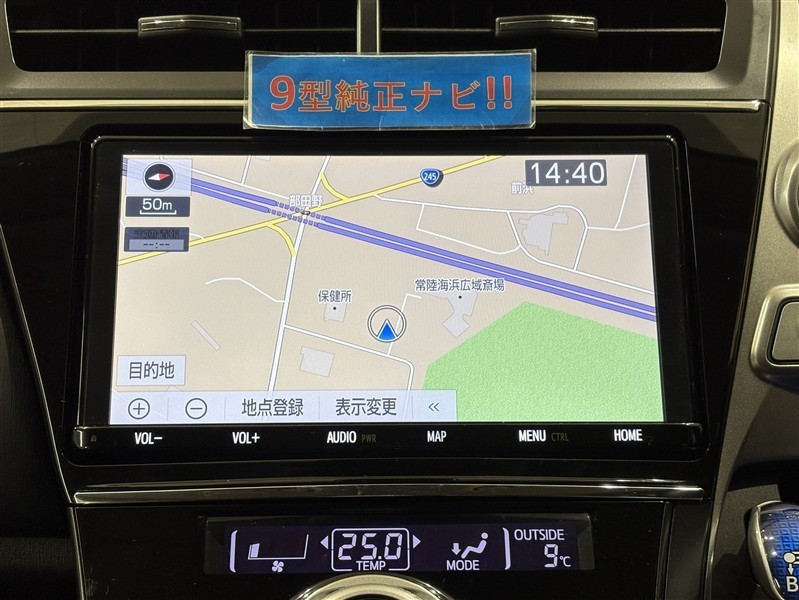 9型純正ナビ!!
245
14:40
前浜
50m
部田野
--:--
常陸海浜広域斎場
保健所
目的地
地点登録
表示変更
«
VOL-
VOL+
AUDIO PWR
MAP
MENU CTRL
HOME
25.0
TEMP
MODE
OUTSIDE
9℃
B